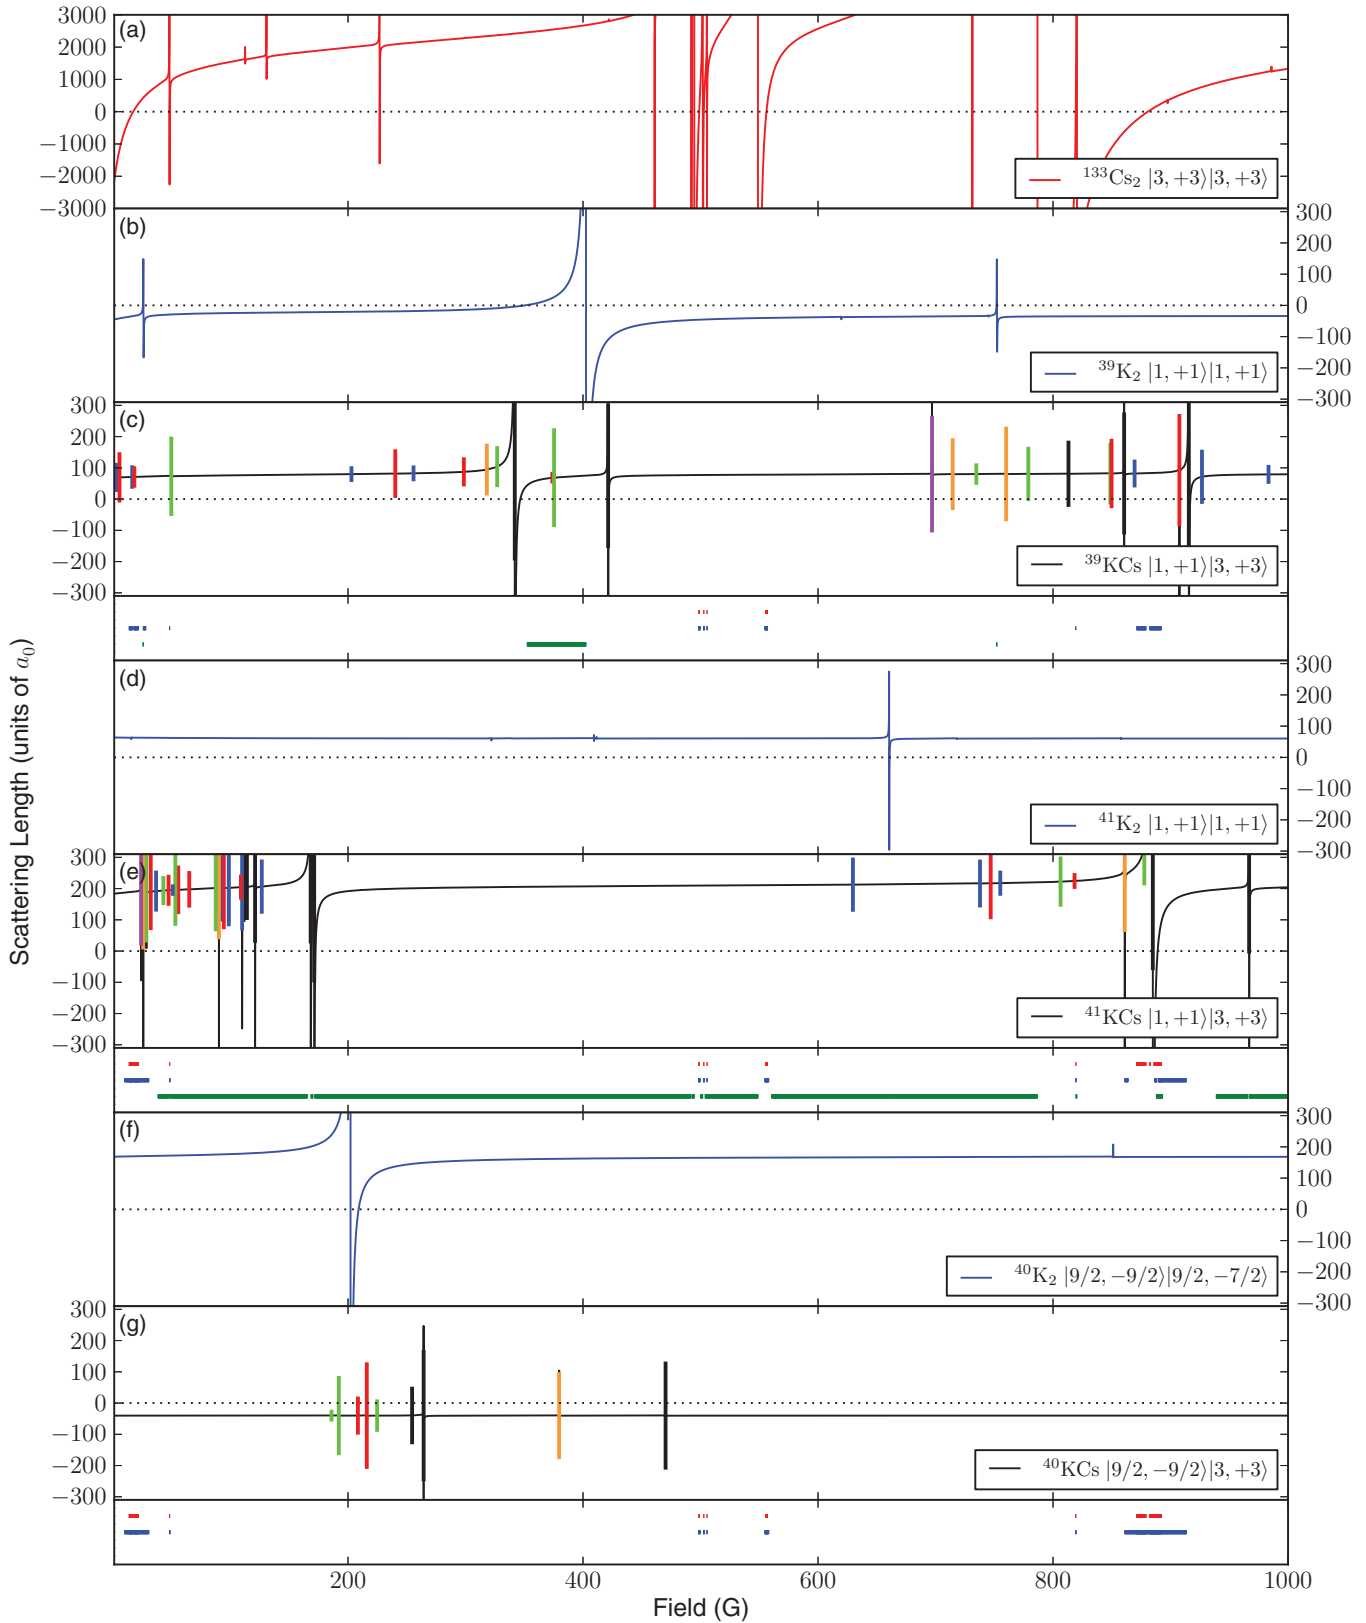 Scattering Length (units of a₀)
(a)
3000
2000
1000
0
−1000
−2000
−3000
¹³³Cs₂ |3, +3⟩|3, +3⟩
(b)
300
200
100
0
−100
−200
−300
³⁹K₂ |1, +1⟩|1, +1⟩
(c)
300
200
100
0
−100
−200
−300
³⁹KCs |1, +1⟩|3, +3⟩
(d)
300
200
100
0
−100
−200
−300
⁴¹K₂ |1, +1⟩|1, +1⟩
(e)
300
200
100
0
−100
−200
−300
⁴¹KCs |1, +1⟩|3, +3⟩
(f)
300
200
100
0
−100
−200
−300
⁴⁰K₂ |9/2, −9/2⟩|9/2, −7/2⟩
(g)
300
200
100
0
−100
−200
−300
⁴⁰KCs |9/2, −9/2⟩|3, +3⟩
200 400 600 800 1000
Field (G)